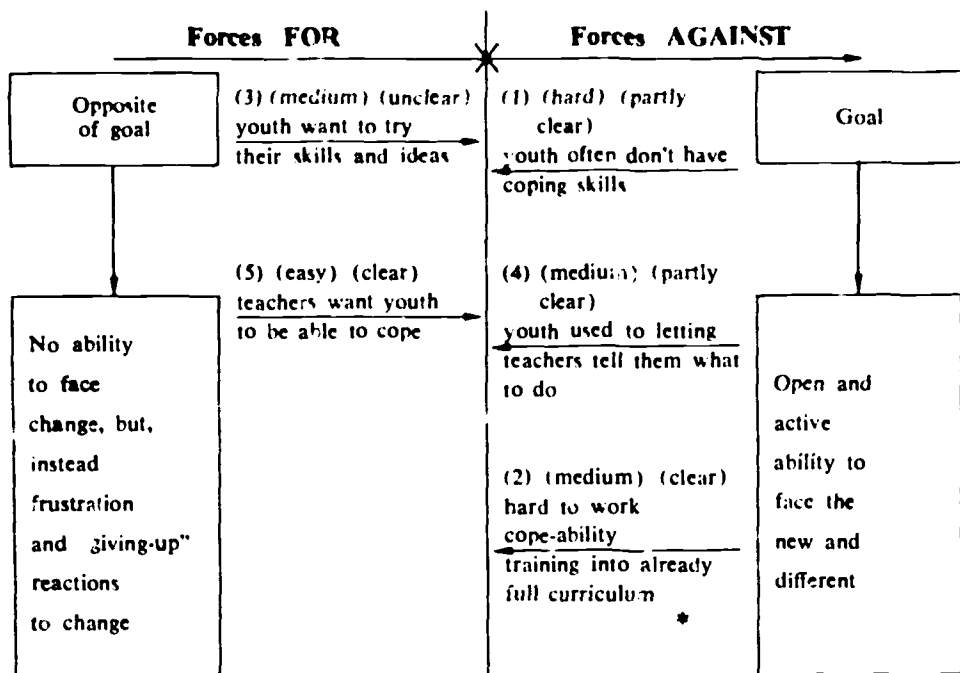 Forces FOR
Forces AGAINST
Opposite
of goal
(3) (medium) (unclear)
youth want to try
their skills and ideas
(1) (hard) (partly
clear)
youth often don't have
coping skills
Goal
(5) (easy) (clear)
teachers want youth
to be able to cope
(4) (medium) (partly
clear)
youth used to letting
teachers tell them what
to do
No ability
to face
change, but,
instead
frustration
and giving-up"
reactions
to change
(2) (medium) (clear)
hard to work
cope-ability
training into already
full curriculum
*
Open and
active
ability to
face the
new and
different